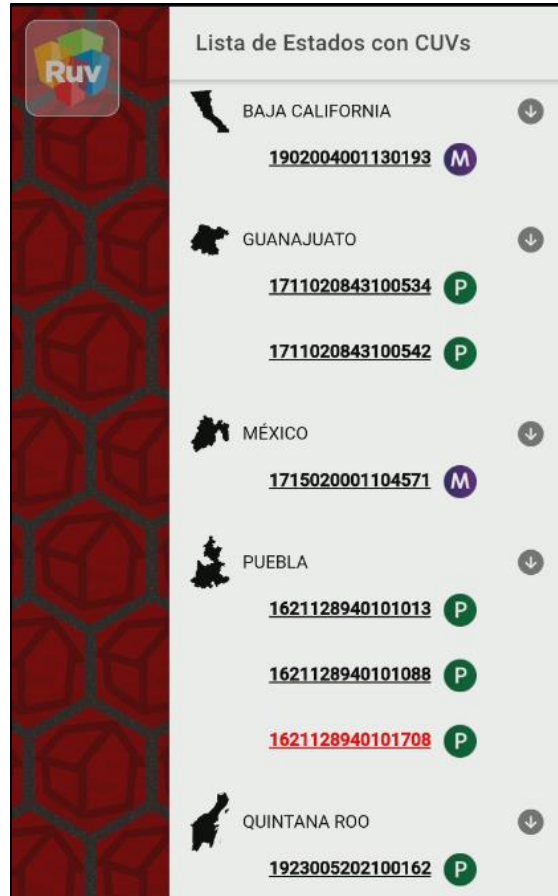 Ruv
Lista de Estados con CUVs
BAJA CALIFORNIA
1902004001130193 M
GUANAJUATO
1711020843100534 P
1711020843100542 P
MÉXICO
1715020001104571 M
PUEBLA
1621128940101013 P
1621128940101088 P
1621128940101708 P
QUINTANA ROO
1923005202100162 P